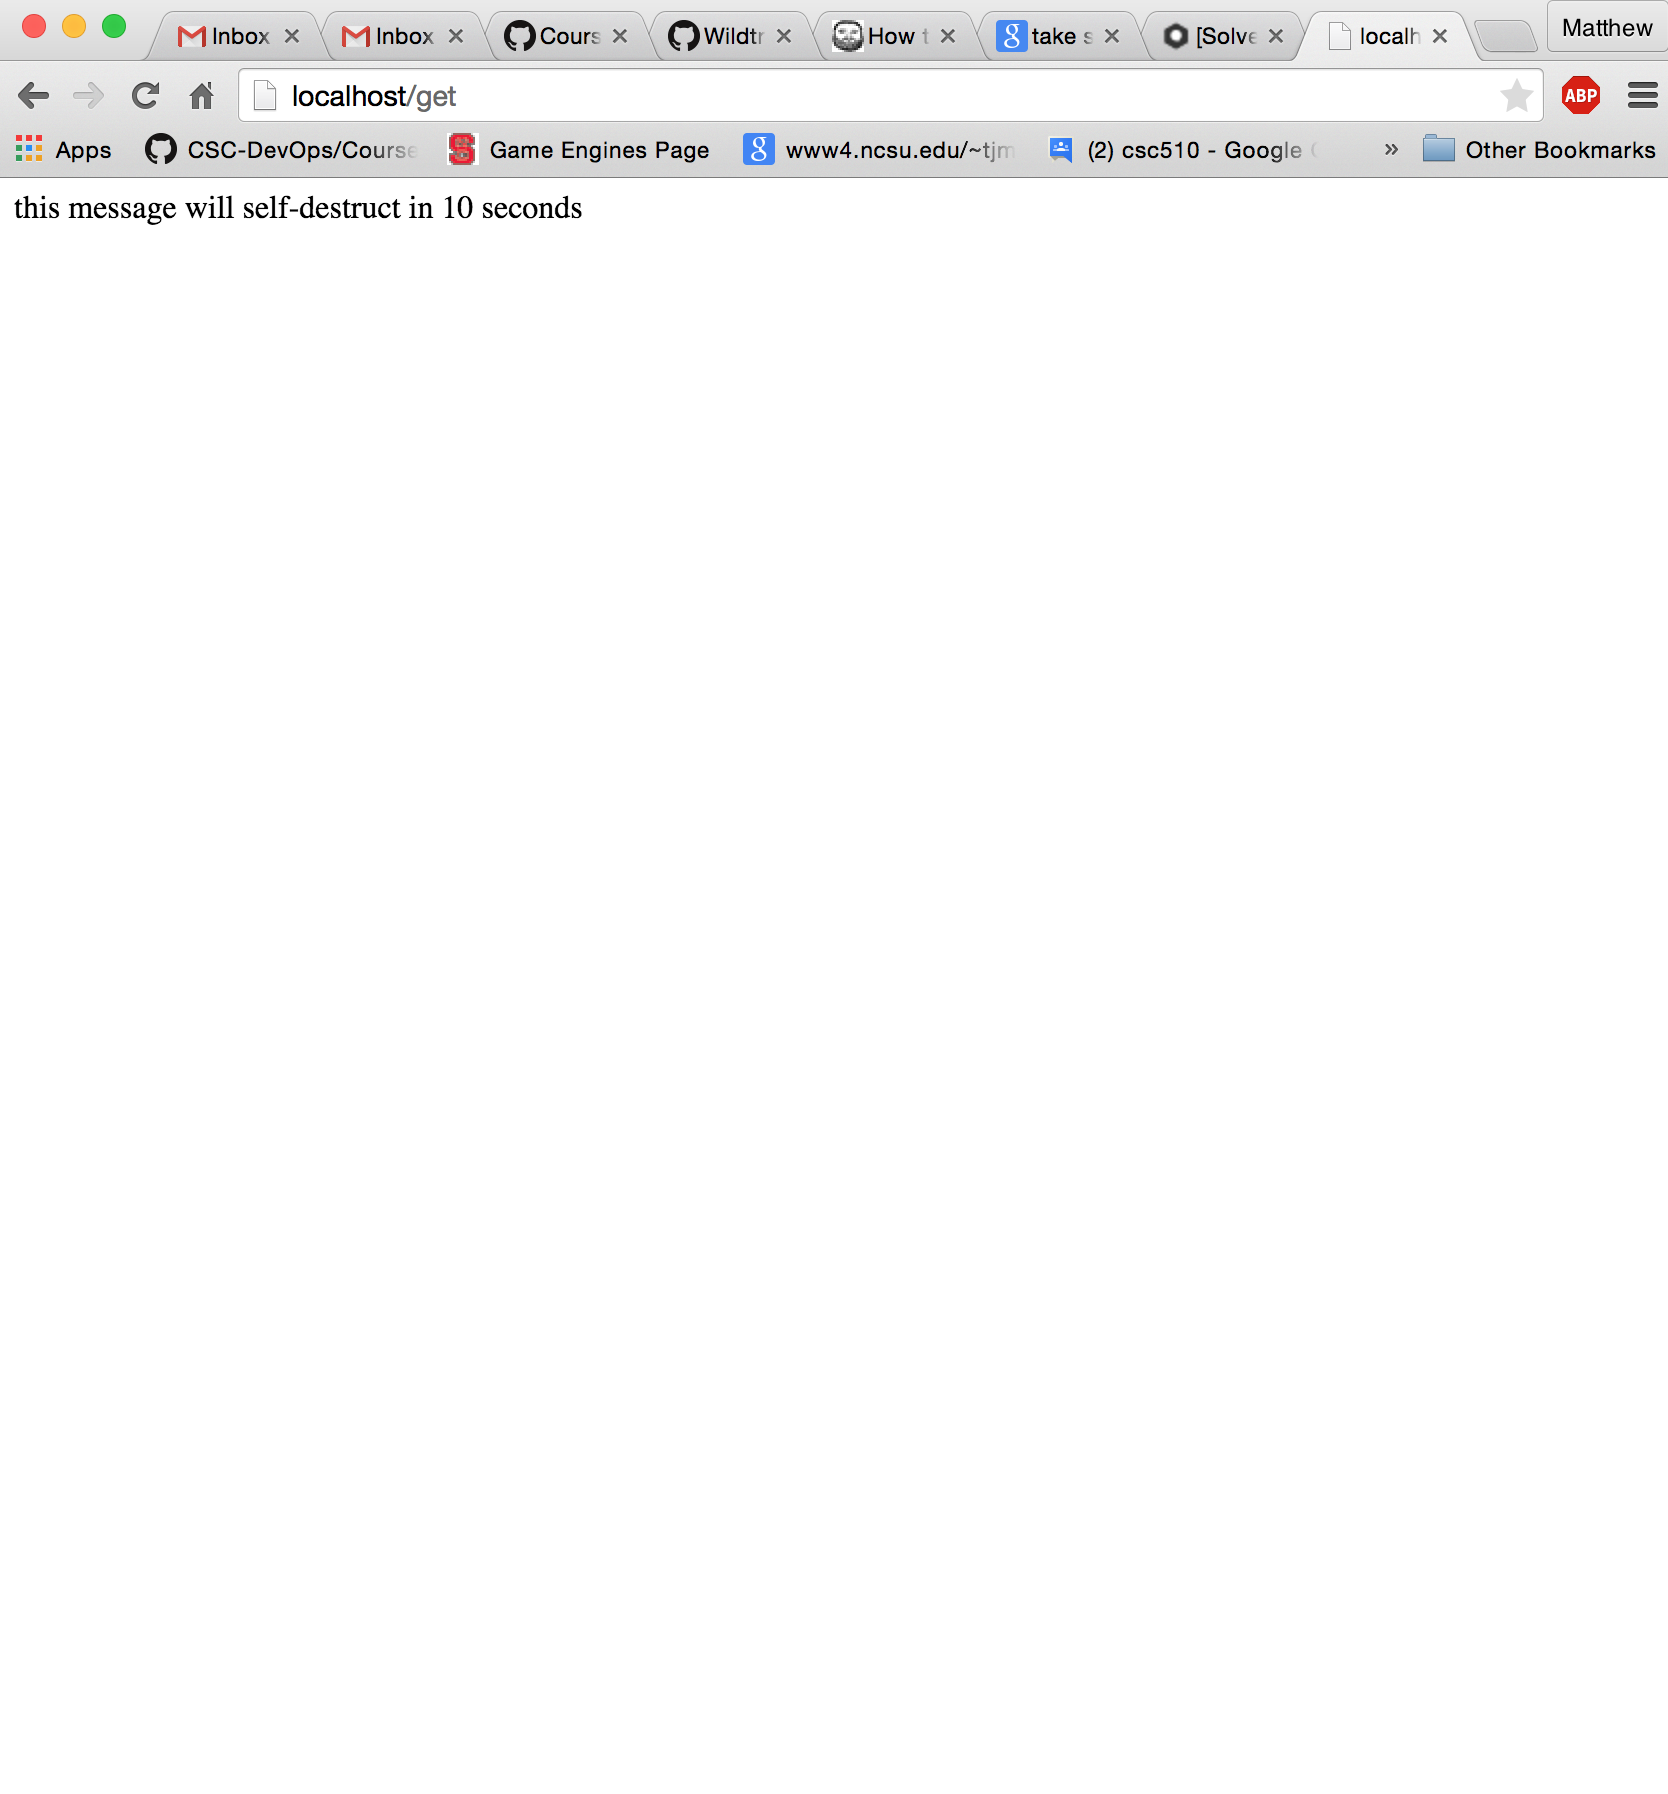 Inbox Inbox Cours Wildtr How t take s [Solve localh Matthew
localhost/get ABP
Apps CSC-DevOps/Course Game Engines Page www4.ncsu.edu/~tjm (2) csc510 - Google » Other Bookmarks
this message will self-destruct in 10 seconds